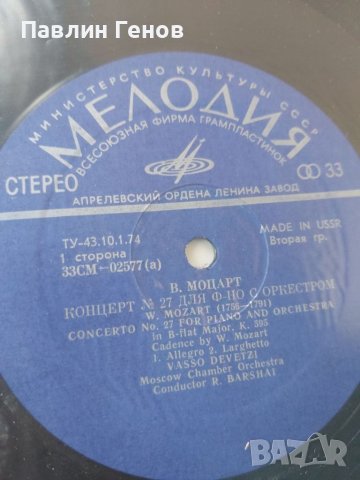 Павлин Генов
МИНИСТЕРСТВО КУЛЬТУРЫ СССР
МЕЛОДИЯ
ВСЕСОЮЗНАЯ ФИРМА ГРАМПЛАСТИНОК
СТЕРЕО
33
АПРЕЛЕВСКИЙ ОРДЕНА ЛЕНИНА ЗАВОД
ТУ-43.10.1.74
MADE IN USSR
1 сторона
Вторая гр.
33СМ—02577(а)
В. МОЦАРТ
КОНЦЕРТ № 27 ДЛЯ Ф-ПО С ОРКЕСТРОМ
W. MOZART (1756—1791)
CONCERTO No. 27 FOR PIANO AND ORCHESTRA
in B-flat Major, K. 595
Cadence by W. Mozart
1. Allegro 2. Larghetto
VASSO DEVETZI
Moscow Chamber Orchestra
Conductor R. BARSHAI
BAZAR
bg